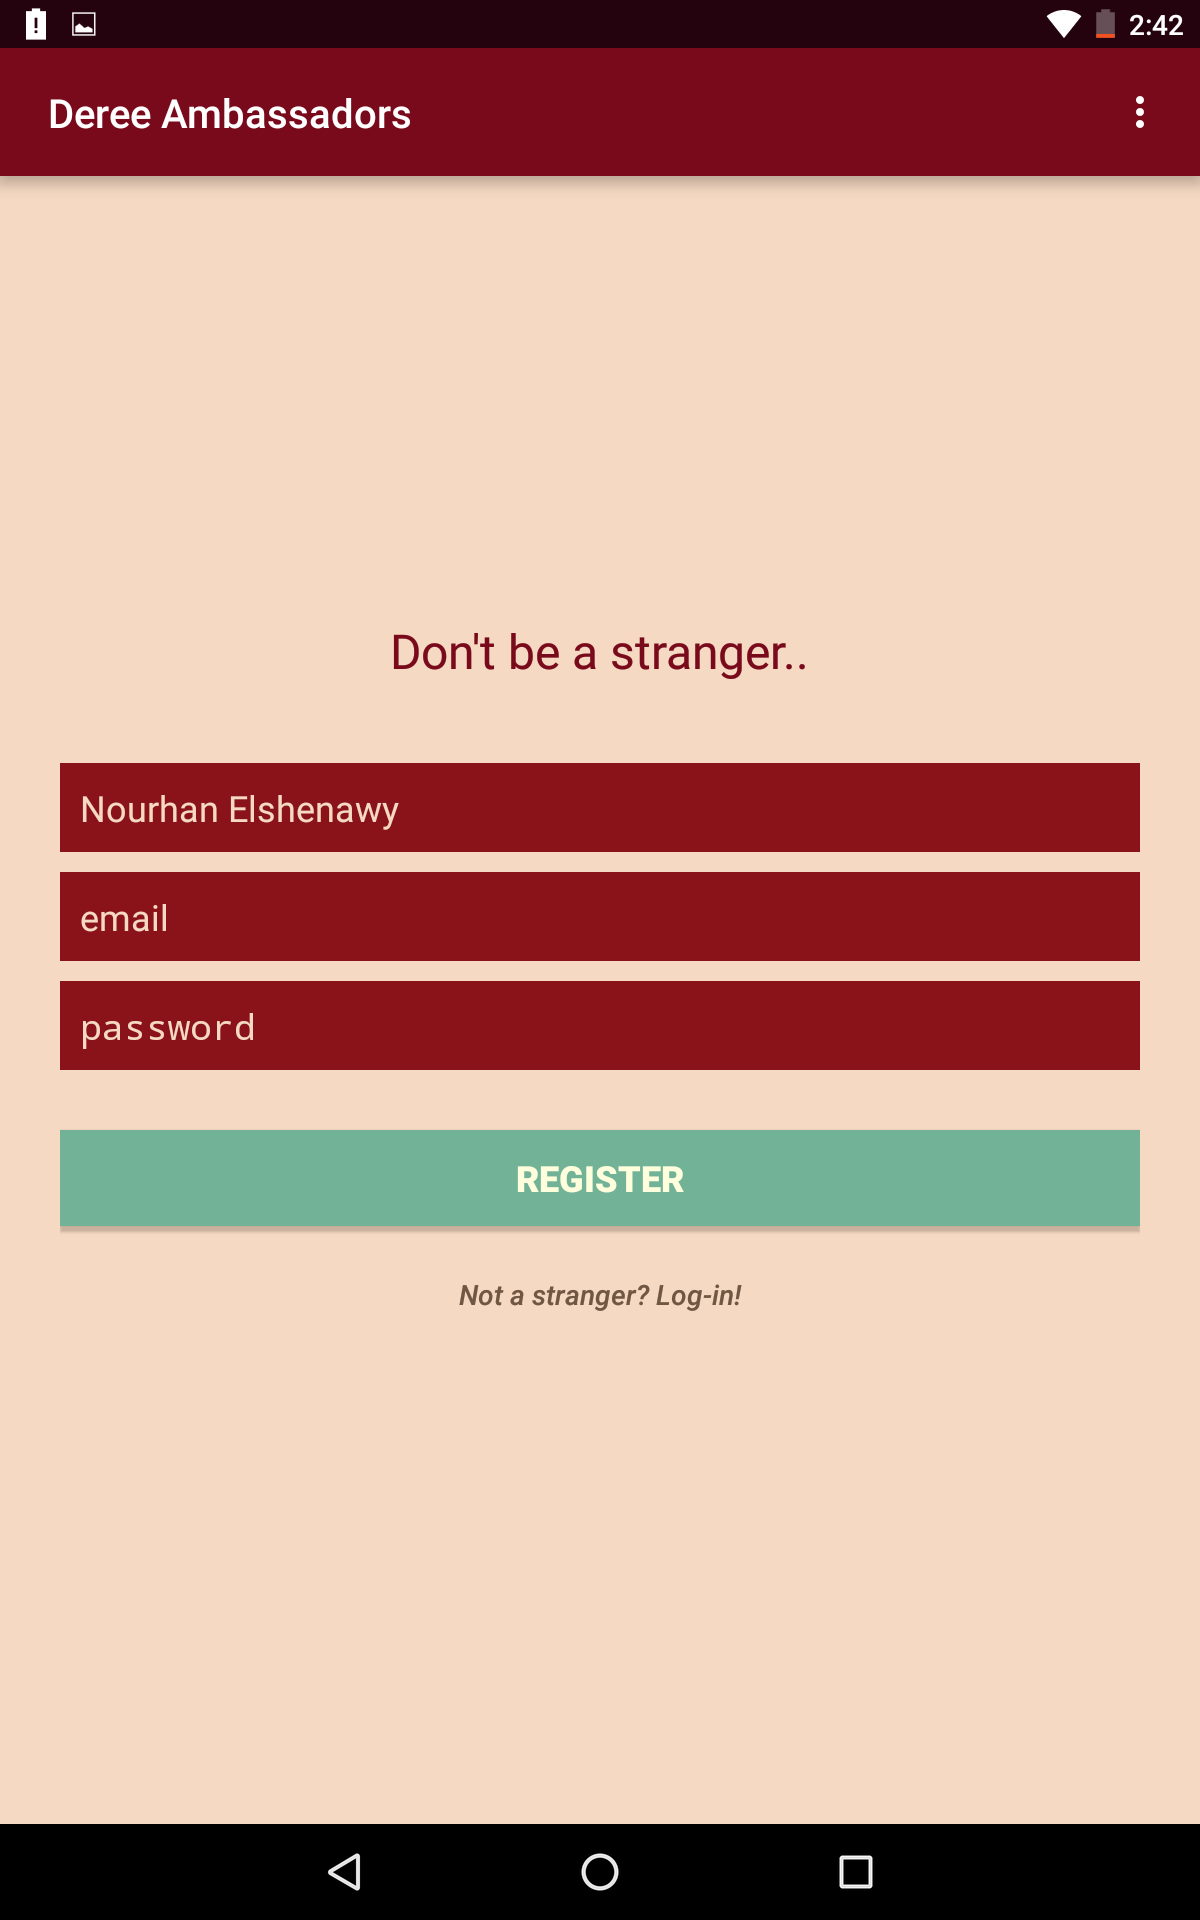 2:42
Deree Ambassadors
Don't be a stranger..
Nourhan Elshenawy
email
password
REGISTER
Not a stranger? Log-in!